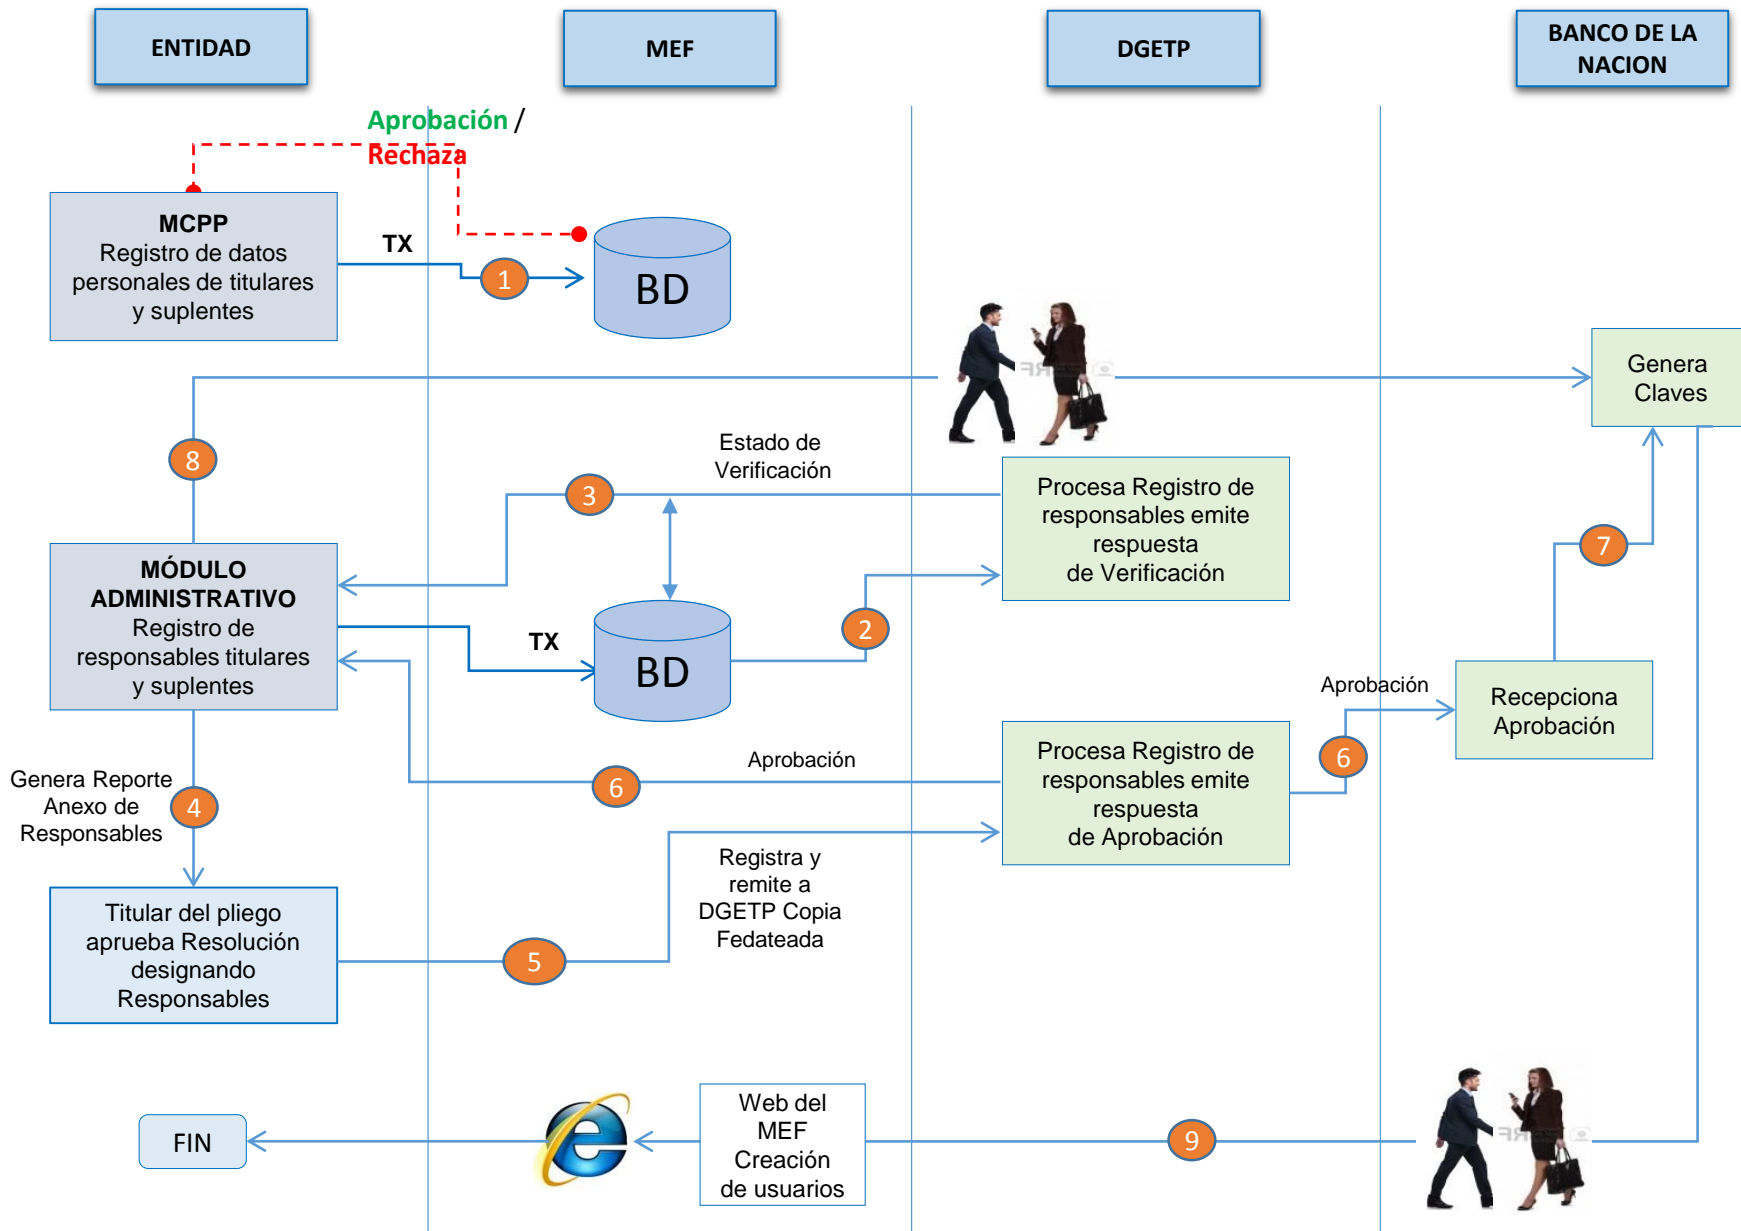 ENTIDAD
MEF
DGETP
BANCO DE LA
NACION
Aprobación /
Rechaza
MCPP
Registro de datos
personales de titulares
y suplentes
TX
1
BD
Genera
Claves
8
Estado de
Verificación
3
Procesa Registro de
responsables emite
respuesta
de Verificación
7
MÓDULO
ADMINISTRATIVO
Registro de
responsables titulares
y suplentes
TX
BD
2
Aprobación
Recepciona
Aprobación
6
Aprobación
6
Procesa Registro de
responsables emite
respuesta
de Aprobación
Genera Reporte
Anexo de
Responsables
4
Registra y
remite a
DGETP Copia
Fedateada
Titular del pliego
aprueba Resolución
designando
Responsables
5
FIN
Web del
MEF
Creación
de usuarios
9